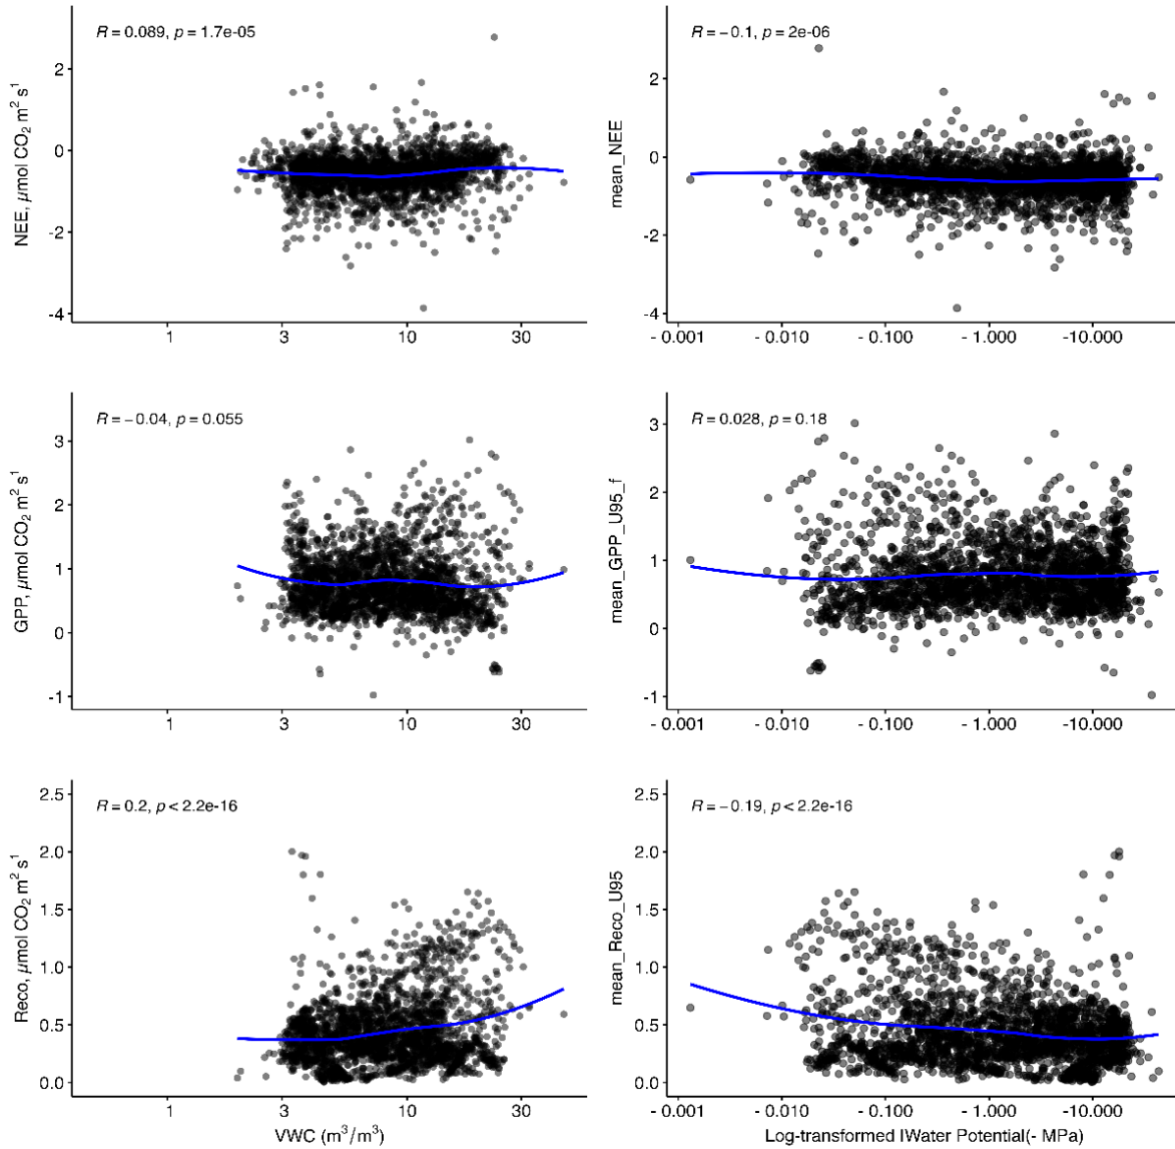 R = 0.089, p = 1.7e-05
NEE, µmol CO₂ m² s¹
2
0
-2
-4
1 3 10 30
R = −0.1, p = 2e-06
mean_NEE
2
0
-2
-4
- 0.001 - 0.010 - 0.100 - 1.000 -10.000
R = −0.04, p = 0.055
GPP, µmol CO₂ m² s¹
3
2
1
0
-1
1 3 10 30
R = 0.028, p = 0.18
mean_GPP_U95_f
3
2
1
0
-1
- 0.001 - 0.010 - 0.100 - 1.000 -10.000
R = 0.2, p < 2.2e-16
Reco, µmol CO₂ m² s¹
2.5
2.0
1.5
1.0
0.5
0.0
1 3 10 30
VWC (m³/m³)
R = −0.19, p < 2.2e-16
mean_Reco_U95
2.5
2.0
1.5
1.0
0.5
0.0
- 0.001 - 0.010 - 0.100 - 1.000 -10.000
Log-transformed lWater Potential(- MPa)